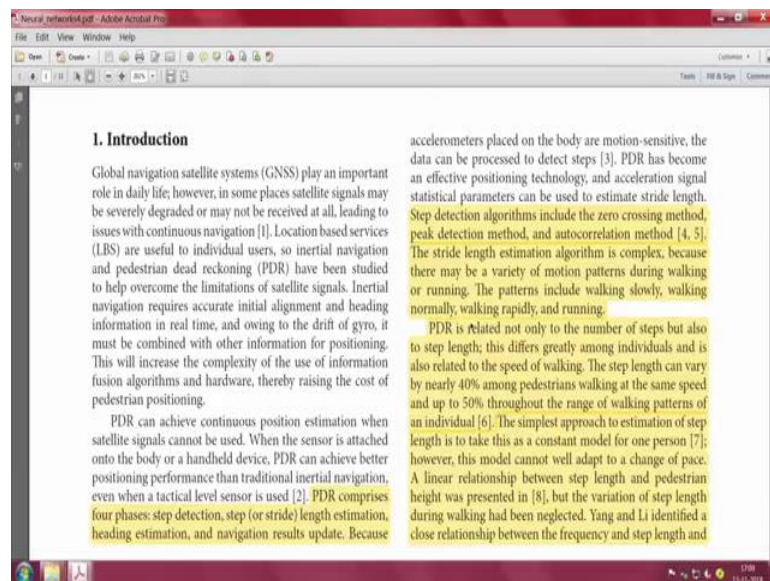 Neural_networks4.pdf - Adobe Acrobat Pro
File Edit View Window Help
Open Create Customize
Tools Fill & Sign Comment
1. Introduction
Global navigation satellite systems (GNSS) play an important
role in daily life; however, in some places satellite signals may
be severely degraded or may not be received at all, leading to
issues with continuous navigation [1]. Location based services
(LBS) are useful to individual users, so inertial navigation
and pedestrian dead reckoning (PDR) have been studied
to help overcome the limitations of satellite signals. Inertial
navigation requires accurate initial alignment and heading
information in real time, and owing to the drift of gyro, it
must be combined with other information for positioning.
This will increase the complexity of the use of information
fusion algorithms and hardware, thereby raising the cost of
pedestrian positioning.
PDR can achieve continuous position estimation when
satellite signals cannot be used. When the sensor is attached
onto the body or a handheld device, PDR can achieve better
positioning performance than traditional inertial navigation,
even when a tactical level sensor is used [2]. PDR comprises
four phases: step detection, step (or stride) length estimation,
heading estimation, and navigation results update. Because
accelerometers placed on the body are motion-sensitive, the
data can be processed to detect steps [3]. PDR has become
an effective positioning technology, and acceleration signal
statistical parameters can be used to estimate stride length.
Step detection algorithms include the zero crossing method,
peak detection method, and autocorrelation method [4, 5].
The stride length estimation algorithm is complex, because
there may be a variety of motion patterns during walking
or running. The patterns include walking slowly, walking
normally, walking rapidly, and running.
PDR is related not only to the number of steps but also
to step length; this differs greatly among individuals and is
also related to the speed of walking. The step length can vary
by nearly 40% among pedestrians walking at the same speed
and up to 50% throughout the range of walking patterns of
an individual [6]. The simplest approach to estimation of step
length is to take this as a constant model for one person [7];
however, this model cannot well adapt to a change of pace.
A linear relationship between step length and pedestrian
height was presented in [8], but the variation of step length
during walking had been neglected. Yang and Li identified a
close relationship between the frequency and step length and